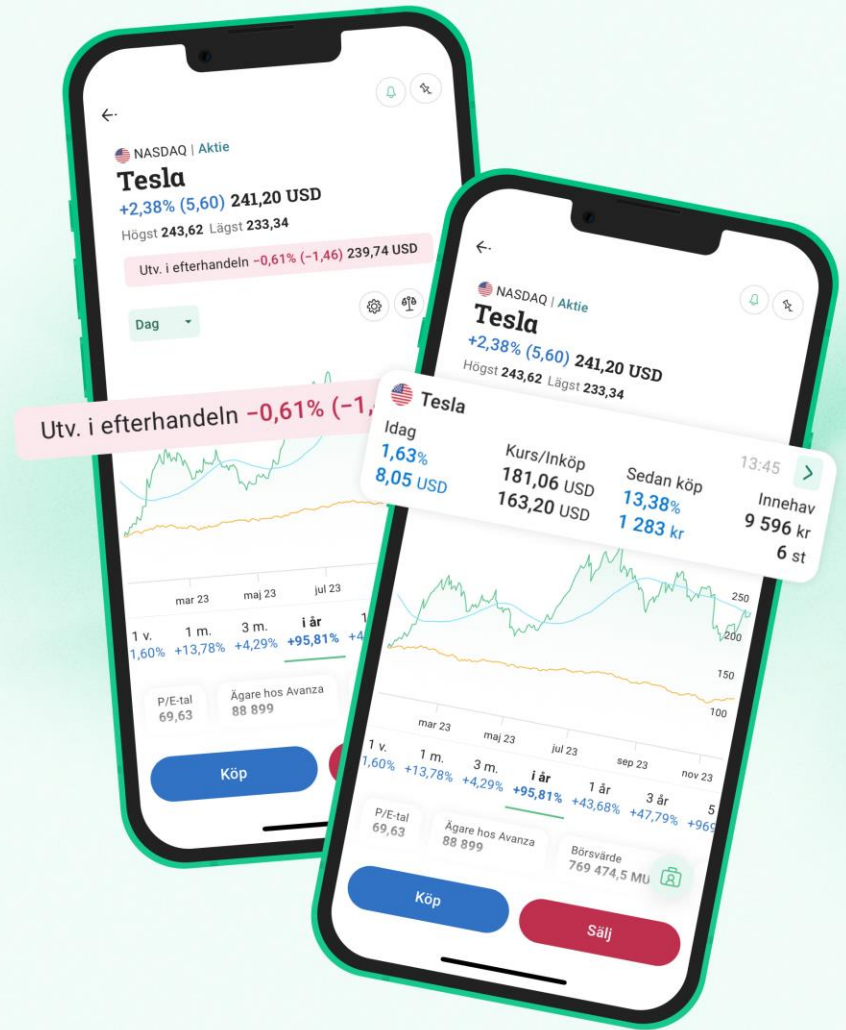 NASDAQ | Aktie
Tesla
+2,38% (5,60) 241,20 USD
Högst 243,62 Lägst 233,34
Utv. i efterhandeln −0,61% (−1,46) 239,74 USD
Dag
Utv. i efterhandeln −0,61% (−1,
mar 23 maj 23 jul 23
1 v. 1 m. 3 m. i år 1
1,60% +13,78% +4,29% +95,81% +4
P/E-tal Ägare hos Avanza
69,63 88 899
Köp
NASDAQ | Aktie
Tesla
+2,38% (5,60) 241,20 USD
Högst 243,62 Lägst 233,34
Tesla 13:45
Idag Kurs/Inköp Sedan köp Innehav
1,63% 181,06 USD 13,38% 9 596 kr
8,05 USD 163,20 USD 1 283 kr 6 st
250
200
150
100
mar 23 maj 23 jul 23 sep 23 nov 23
1 v. 1 m. 3 m. i år 1 år 3 år 5
1,60% +13,78% +4,29% +95,81% +43,68% +47,79% +969
P/E-tal Ägare hos Avanza Börsvärde
69,63 88 899 769 474,5 MU
Köp Sälj